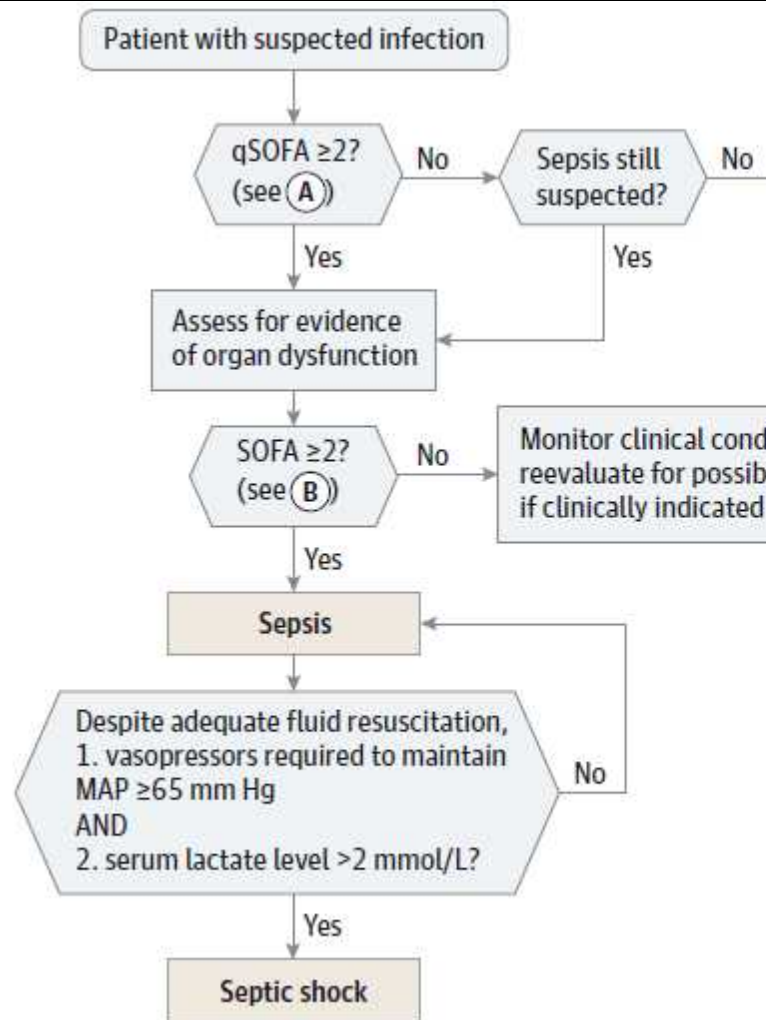 Patient with suspected infection
qSOFA ≥2?
(see A)
No
Sepsis still
suspected?
No
Yes
Yes
Assess for evidence
of organ dysfunction
SOFA ≥2?
(see B)
No
Monitor clinical
reevaluate for
if clinically indicated
Yes
Sepsis
Despite adequate fluid resuscitation,
1. vasopressors required to maintain
MAP ≥65 mm Hg
AND
2. serum lactate level >2 mmol/L?
No
Yes
Septic shock